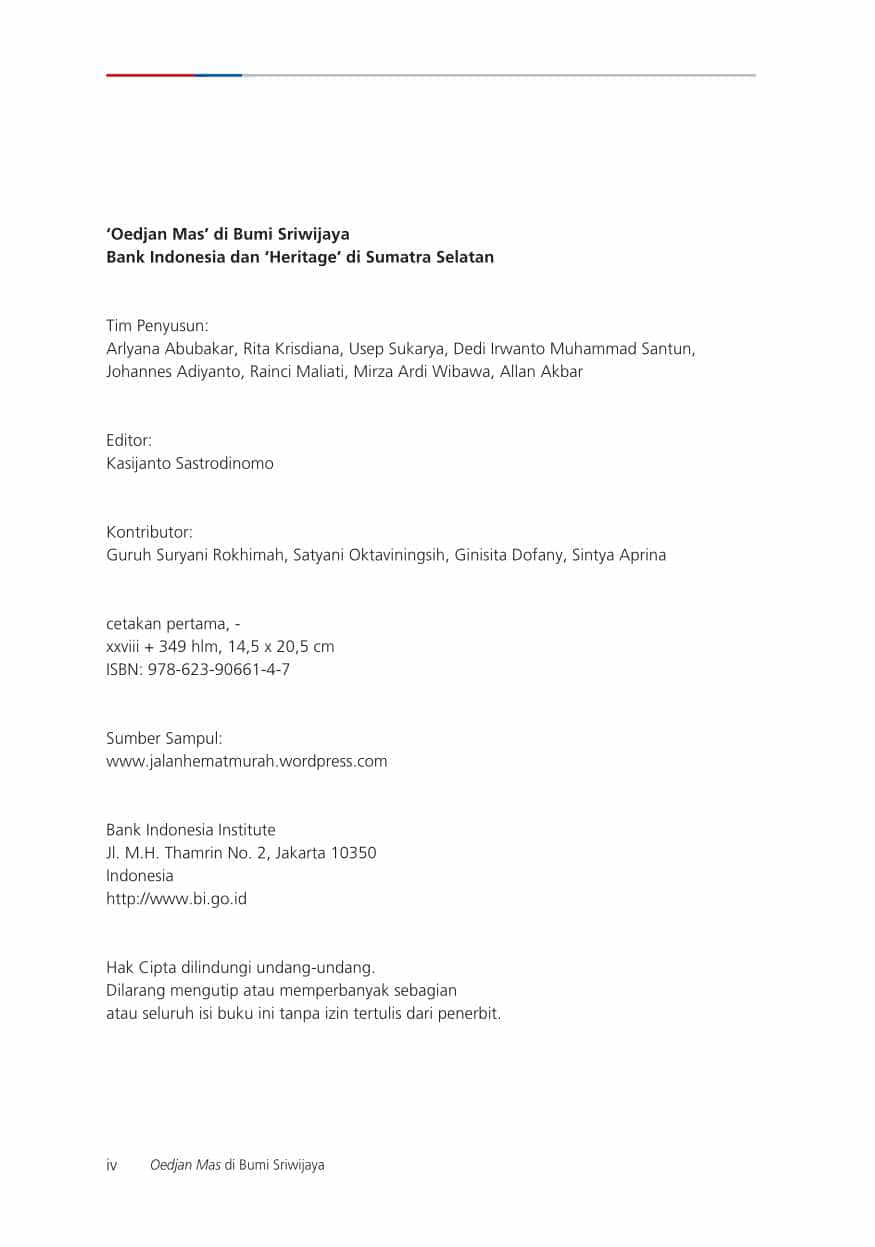 ‘Oedjan Mas’ di Bumi Sriwijaya
Bank Indonesia dan ‘Heritage’ di Sumatra Selatan
Tim Penyusun:
Arlyana Abubakar, Rita Krisdiana, Usep Sukarya, Dedi Irwanto Muhammad Santun,
Johannes Adiyanto, Rainci Maliati, Mirza Ardi Wibawa, Allan Akbar
Editor:
Kasijanto Sastrodinomo
Kontributor:
Guruh Suryani Rokhimah, Satyani Oktaviningsih, Ginisita Dofany, Sintya Aprina
cetakan pertama, -
xxviii + 349 hlm, 14,5 x 20,5 cm
ISBN: 978-623-90661-4-7
Sumber Sampul:
www.jalanhematmurah.wordpress.com
Bank Indonesia Institute
Jl. M.H. Thamrin No. 2, Jakarta 10350
Indonesia
http://www.bi.go.id
Hak Cipta dilindungi undang-undang.
Dilarang mengutip atau memperbanyak sebagian
atau seluruh isi buku ini tanpa izin tertulis dari penerbit.
iv Oedjan Mas di Bumi Sriwijaya